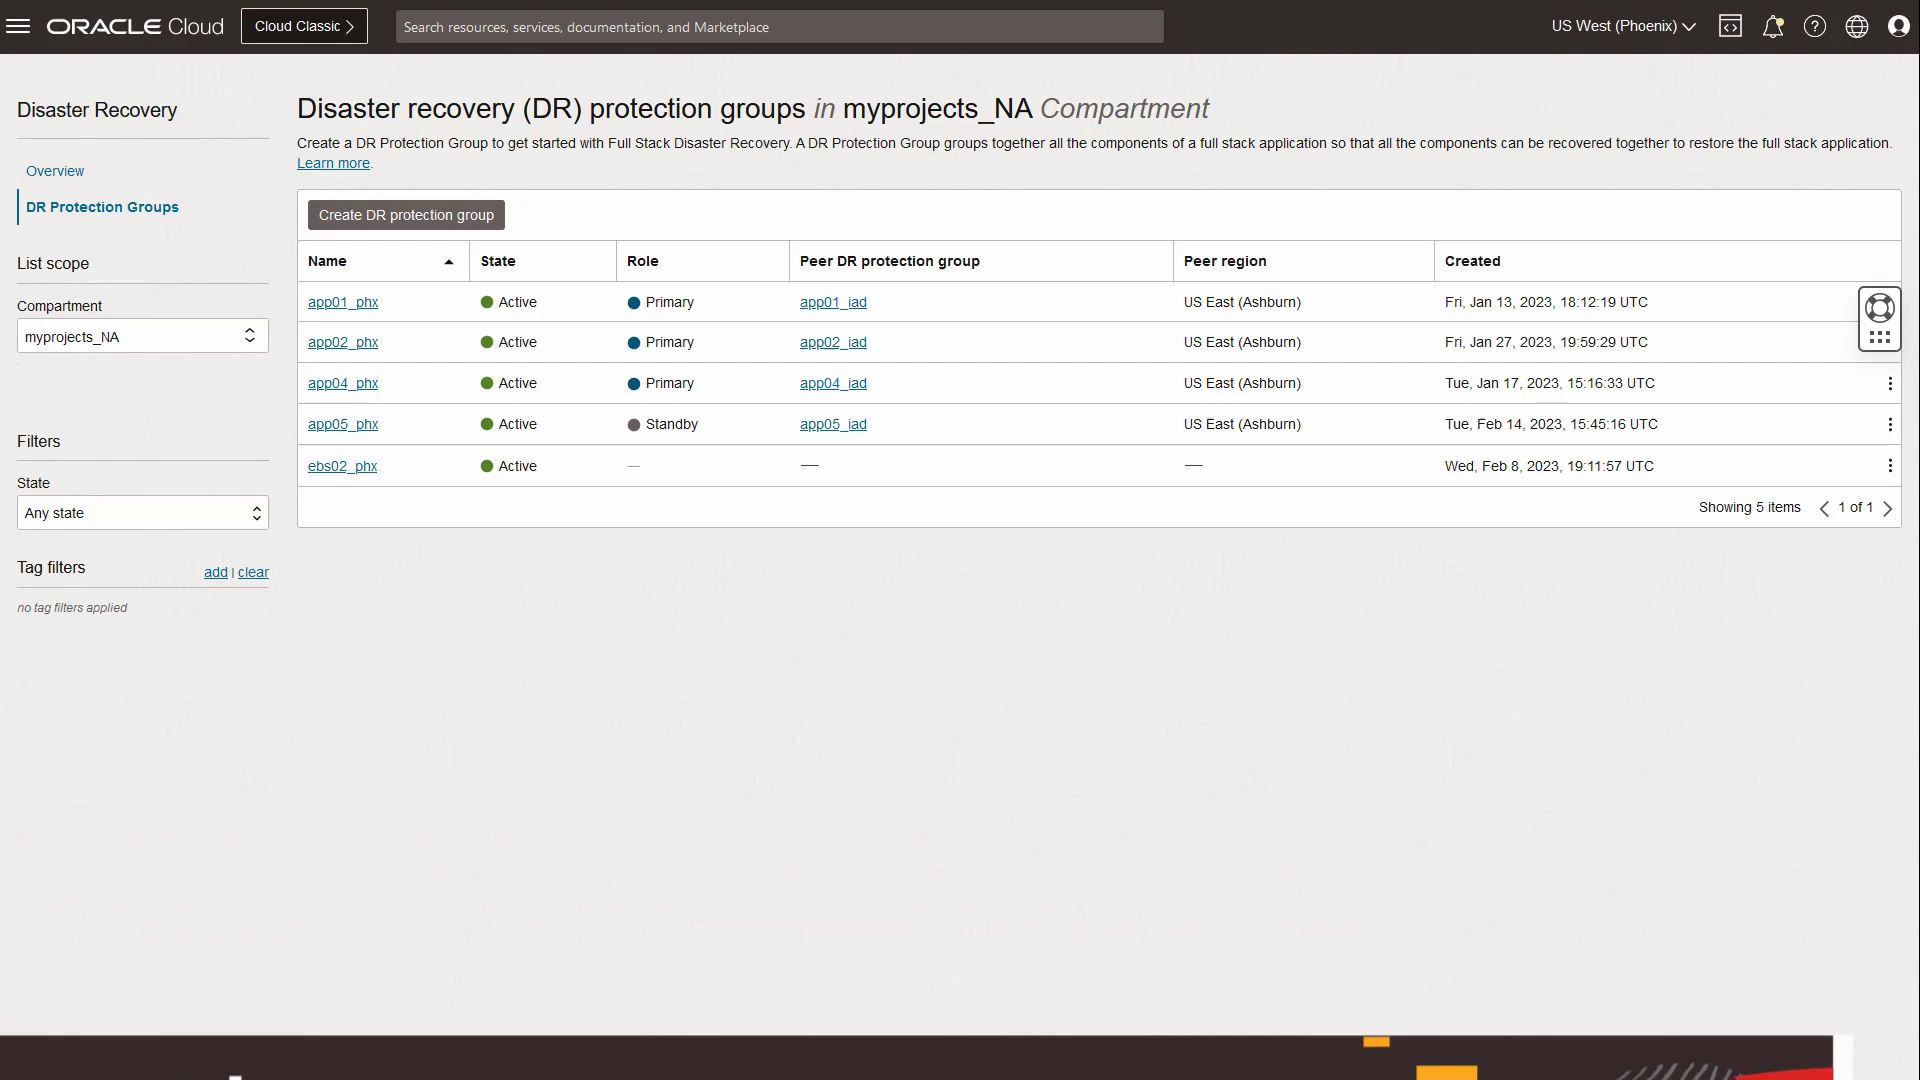 ORACLE Cloud
Cloud Classic
Search resources, services, documentation, and Marketplace
US West (Phoenix)
Disaster Recovery
Overview
DR Protection Groups
List scope
Compartment
myprojects_NA
Filters
State
Any state
Tag filters
add | clear
no tag filters applied
Disaster recovery (DR) protection groups in myprojects_NA Compartment
Create a DR Protection Group to get started with Full Stack Disaster Recovery. A DR Protection Group groups together all the components of a full stack application so that all the components can be recovered together to restore the full stack application.
Learn more.
Create DR protection group
Name State Role Peer DR protection group Peer region Created
app01_phx Active Primary app01_iad US East (Ashburn) Fri, Jan 13, 2023, 18:12:19 UTC
app02_phx Active Primary app02_iad US East (Ashburn) Fri, Jan 27, 2023, 19:59:29 UTC
app04_phx Active Primary app04_iad US East (Ashburn) Tue, Jan 17, 2023, 15:16:33 UTC
app05_phx Active Standby app05_iad US East (Ashburn) Tue, Feb 14, 2023, 15:45:16 UTC
ebs02_phx Active — — — Wed, Feb 8, 2023, 19:11:57 UTC
Showing 5 items 1 of 1